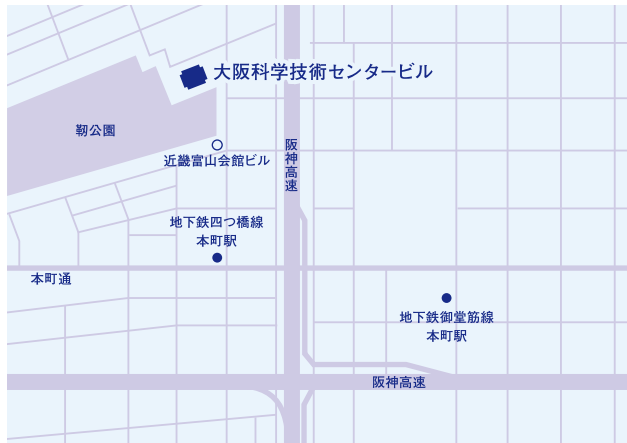 大阪科学技術センタービル
靭公園
近畿富山会館ビル
阪神高速
地下鉄四つ橋線
本町駅
本町通
地下鉄御堂筋線
本町駅
阪神高速